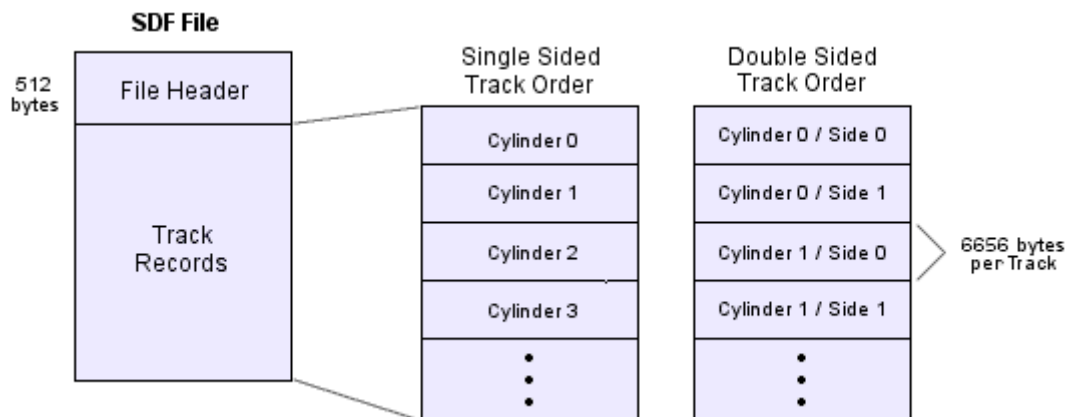 SDF File
512
bytes
File Header
Track
Records
Single Sided
Track Order
Cylinder 0
Cylinder 1
Cylinder 2
Cylinder 3
Double Sided
Track Order
Cylinder 0 / Side 0
Cylinder 0 / Side 1
Cylinder 1 / Side 0
Cylinder 1 / Side 1
6656 bytes
per Track